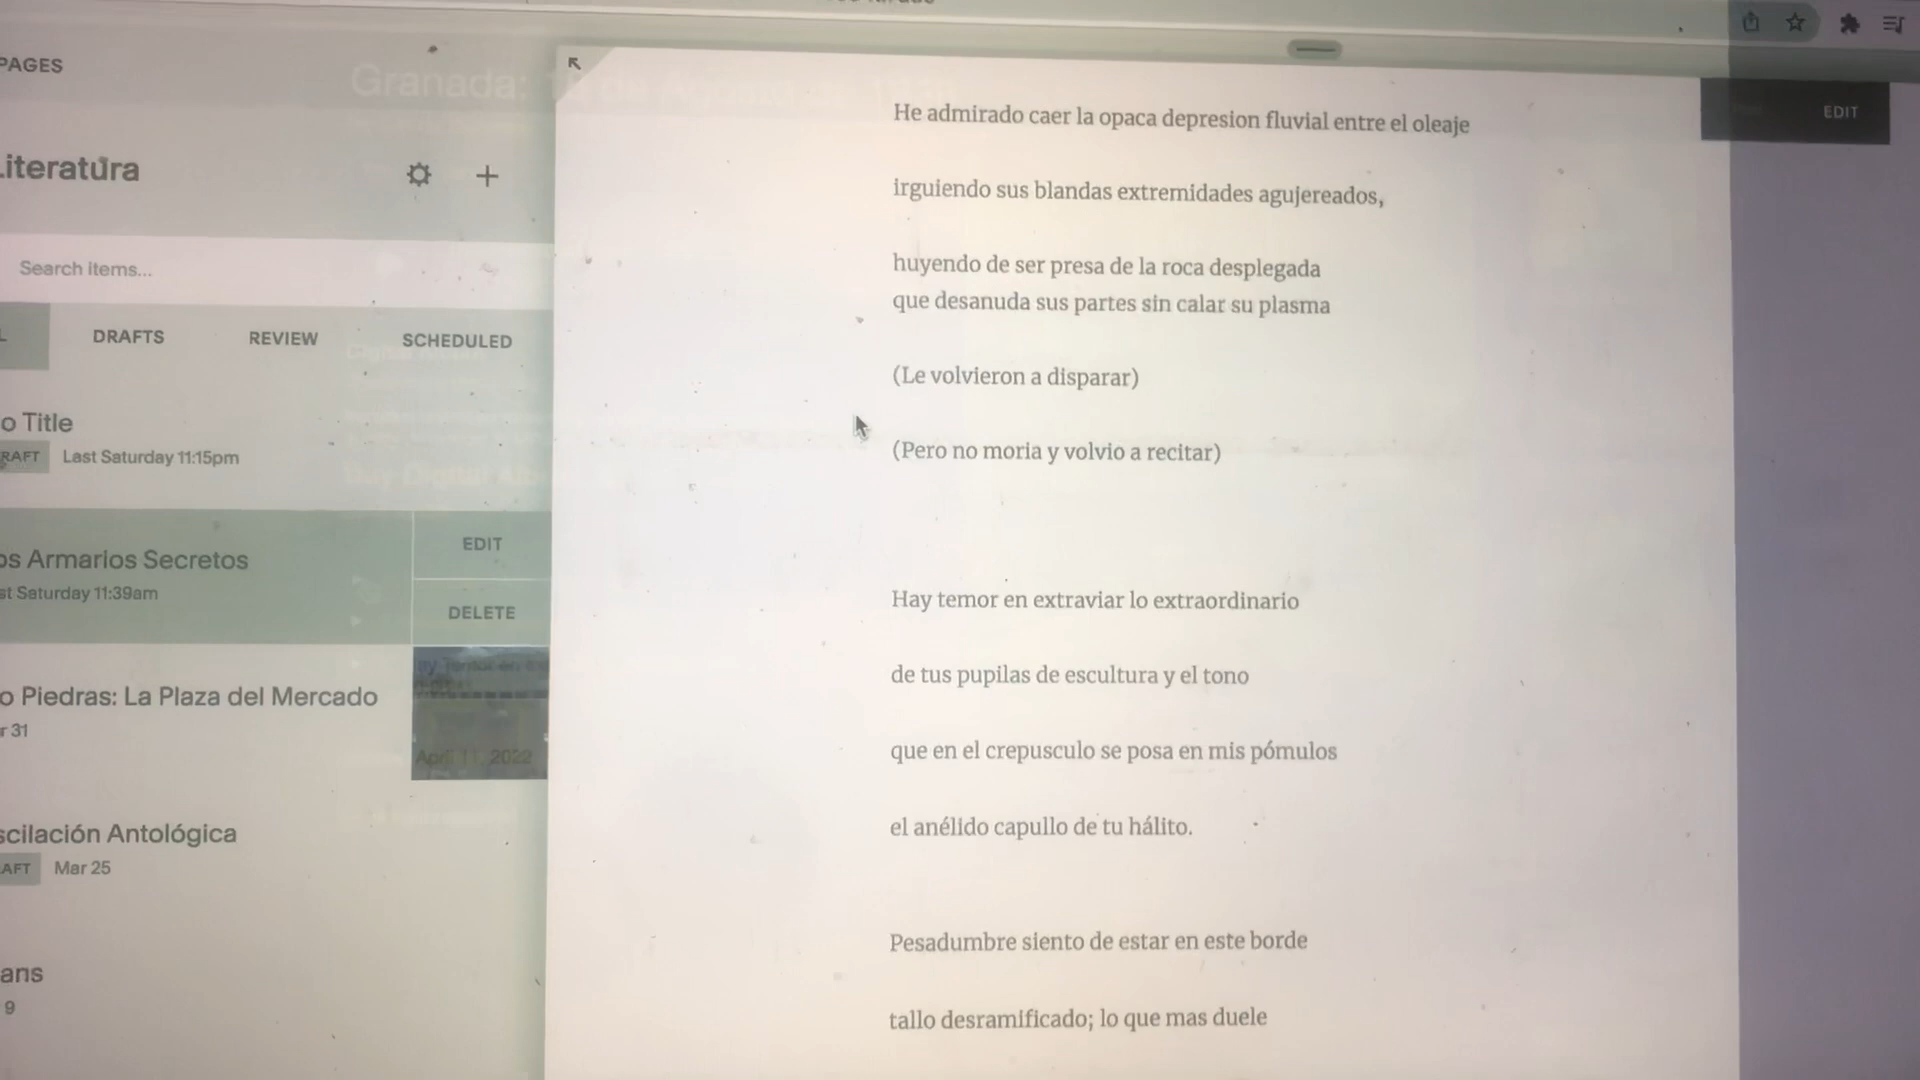 PAGES
Literatura
Search items...
DRAFTS
REVIEW
SCHEDULED
o Title
RAFT Last Saturday 11:15pm
os Armarios Secretos
st Saturday 11:39am
EDIT
DELETE
o Piedras: La Plaza del Mercado
r 31
April 11, 2022
scilación Antológica
AFT Mar 25
ans
9
Granada:
He admirado caer la opaca depresion fluvial entre el oleaje
irguiendo sus blandas extremidades agujereados,
huyendo de ser presa de la roca desplegada
que desanuda sus partes sin calar su plasma
(Le volvieron a disparar)
(Pero no moria y volvio a recitar)
Hay temor en extraviar lo extraordinario
de tus pupilas de escultura y el tono
que en el crepusculo se posa en mis pómulos
el anélido capullo de tu hálito.
Pesadumbre siento de estar en este borde
tallo desramificado; lo que mas duele
EDIT